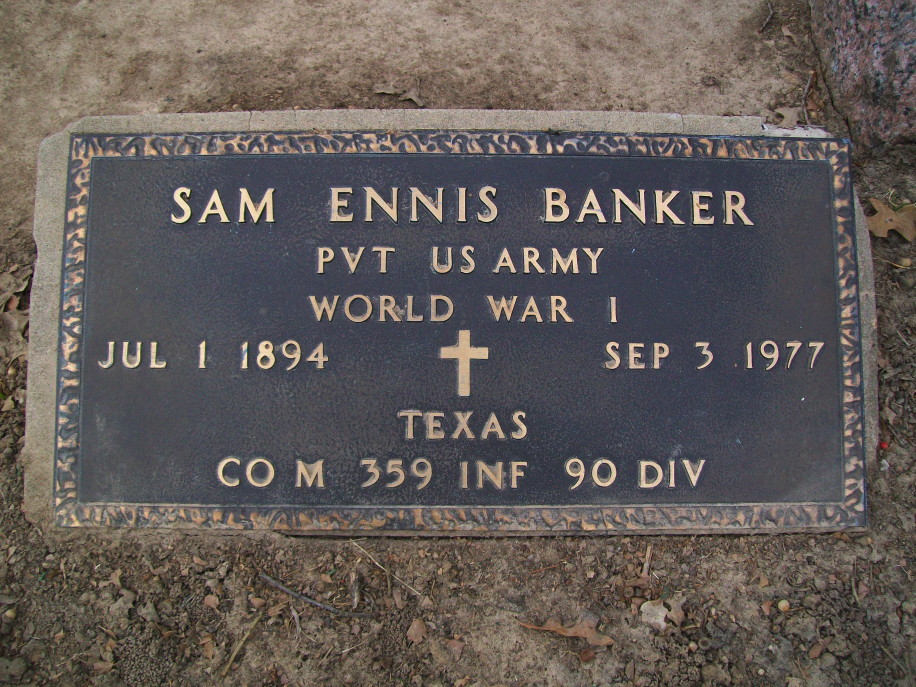 SAM ENNIS BANKER
PVT US ARMY
WORLD WAR I
JUL 1 1894 SEP 3 1977
TEXAS
CO M 359 INF 90 DIV